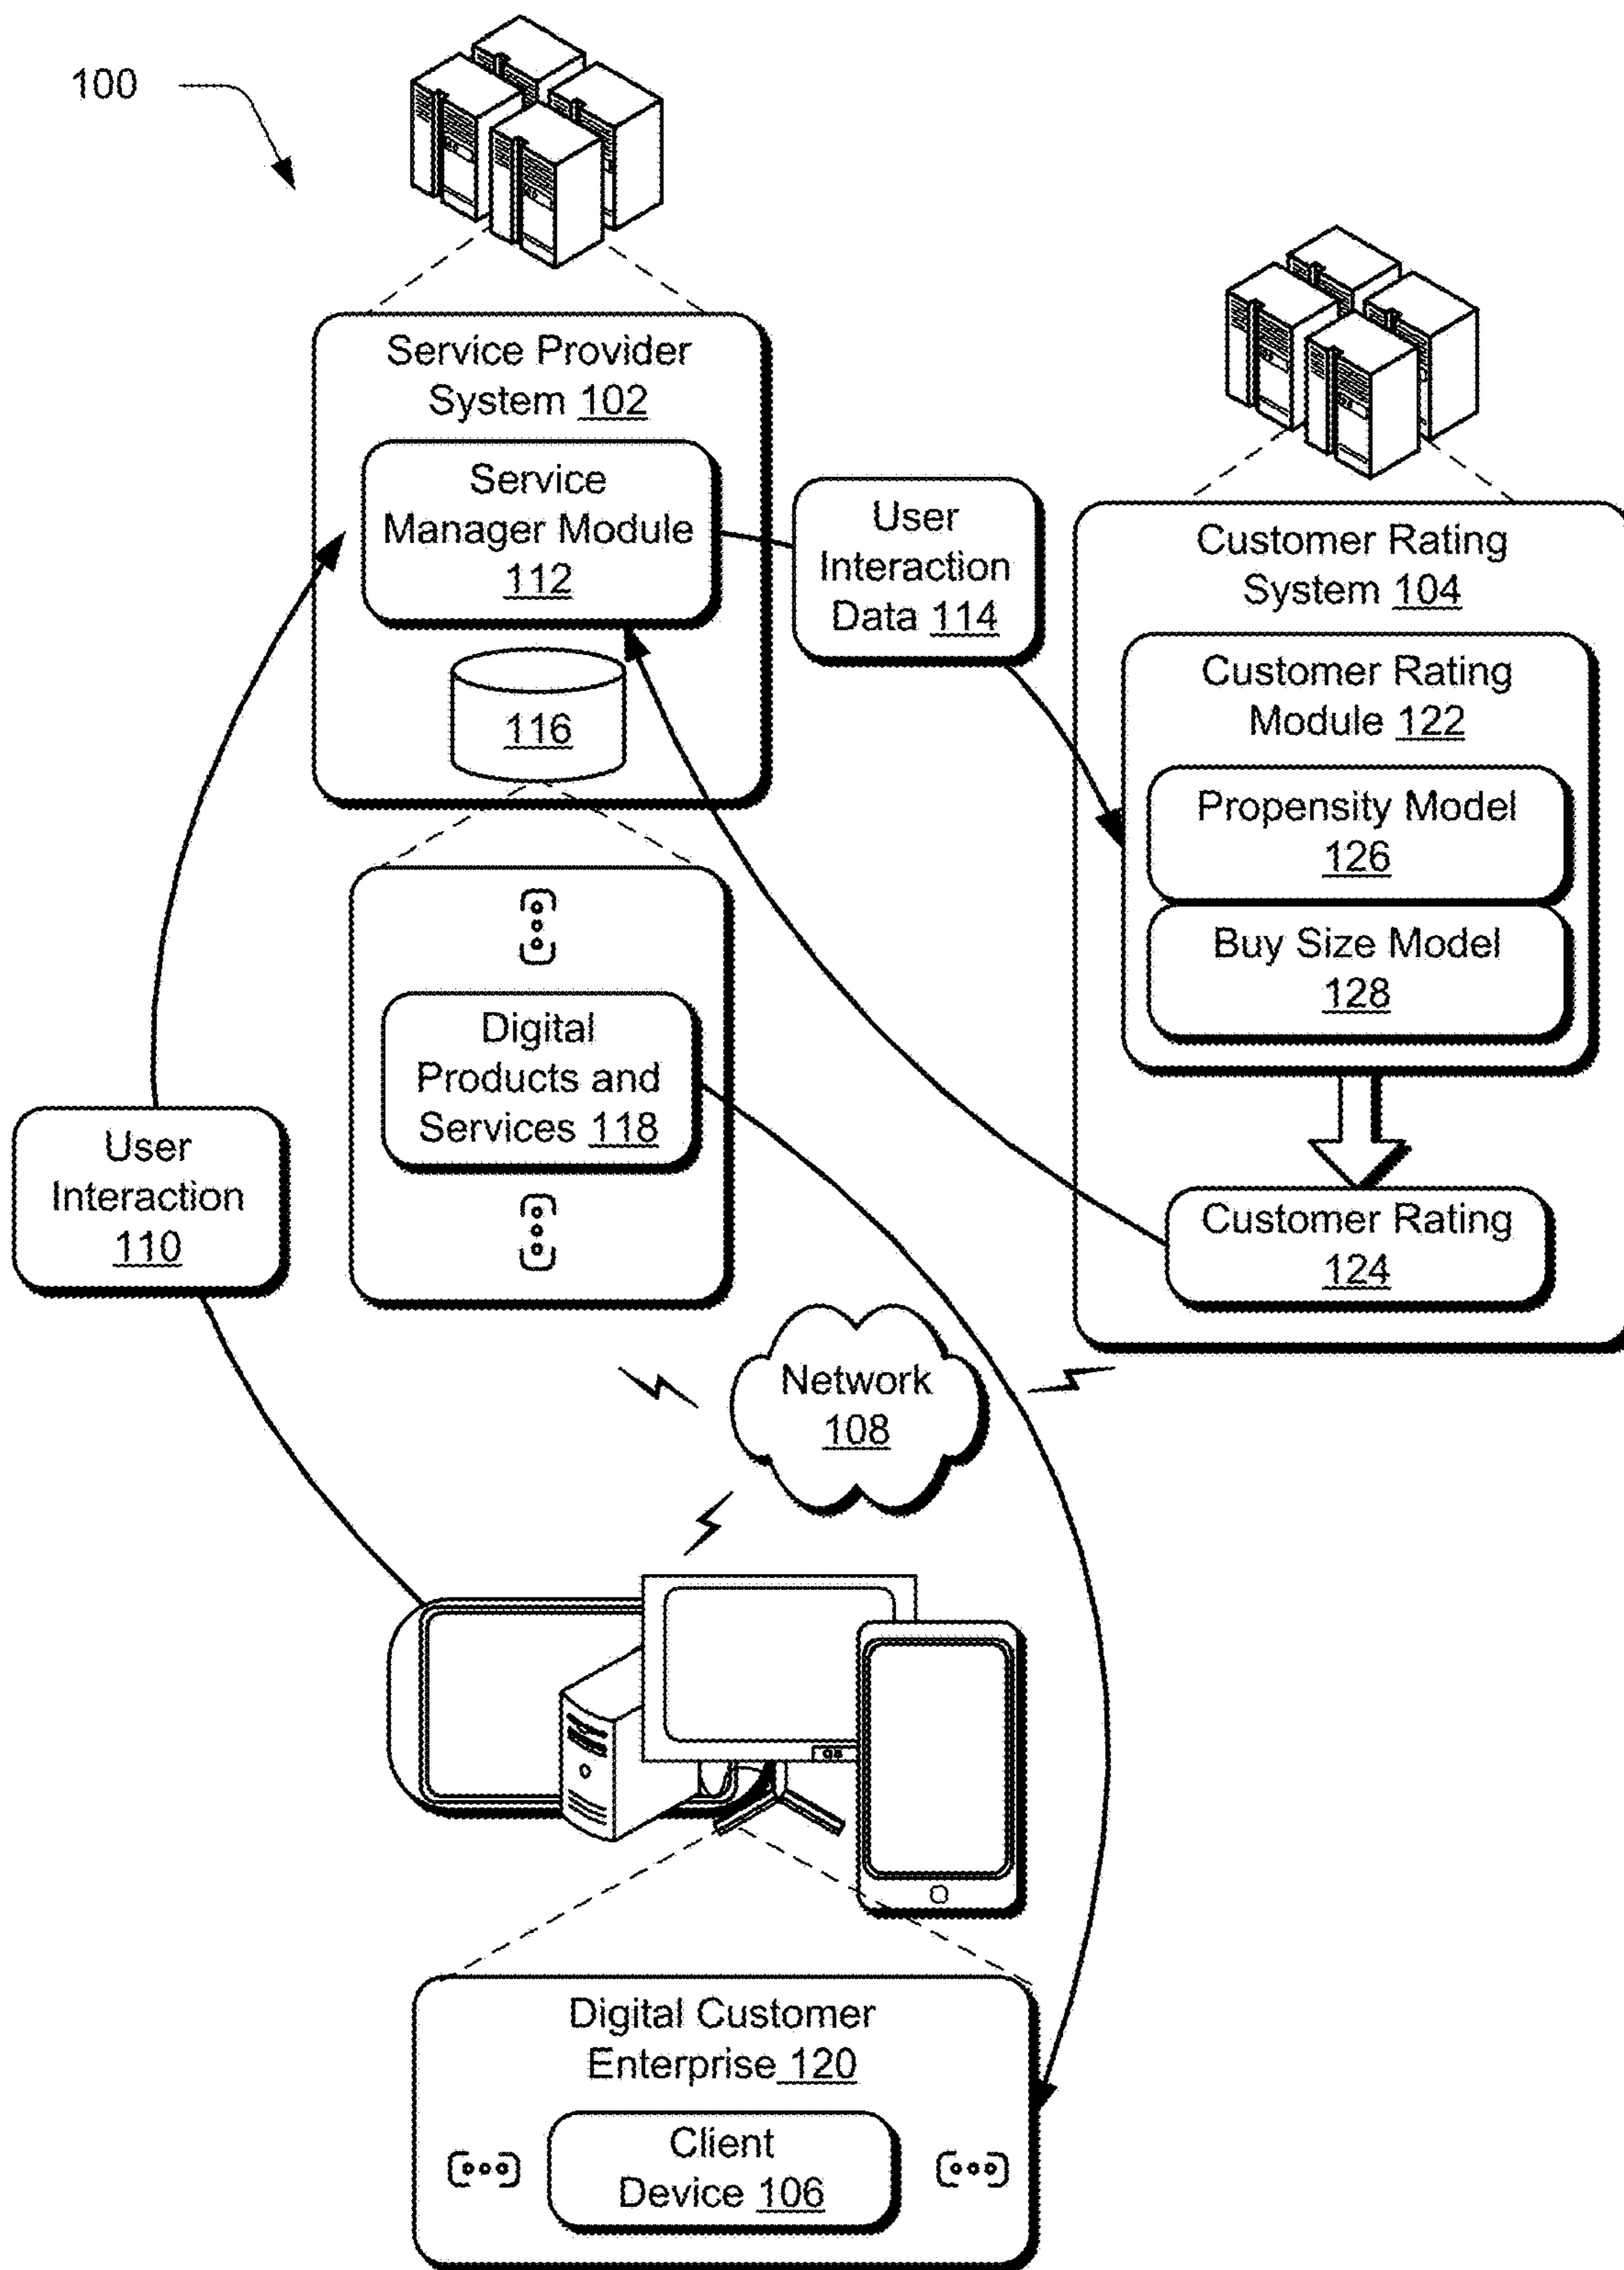 100
Service Provider
System 102
Service
Manager Module
112
116
User
Interaction
Data 114
Customer Rating
System 104
Customer Rating
Module 122
Propensity Model
126
Buy Size Model
128
Customer Rating
124
Digital
Products and
Services 118
User
Interaction
110
Network
108
Digital Customer
Enterprise 120
Client
Device 106